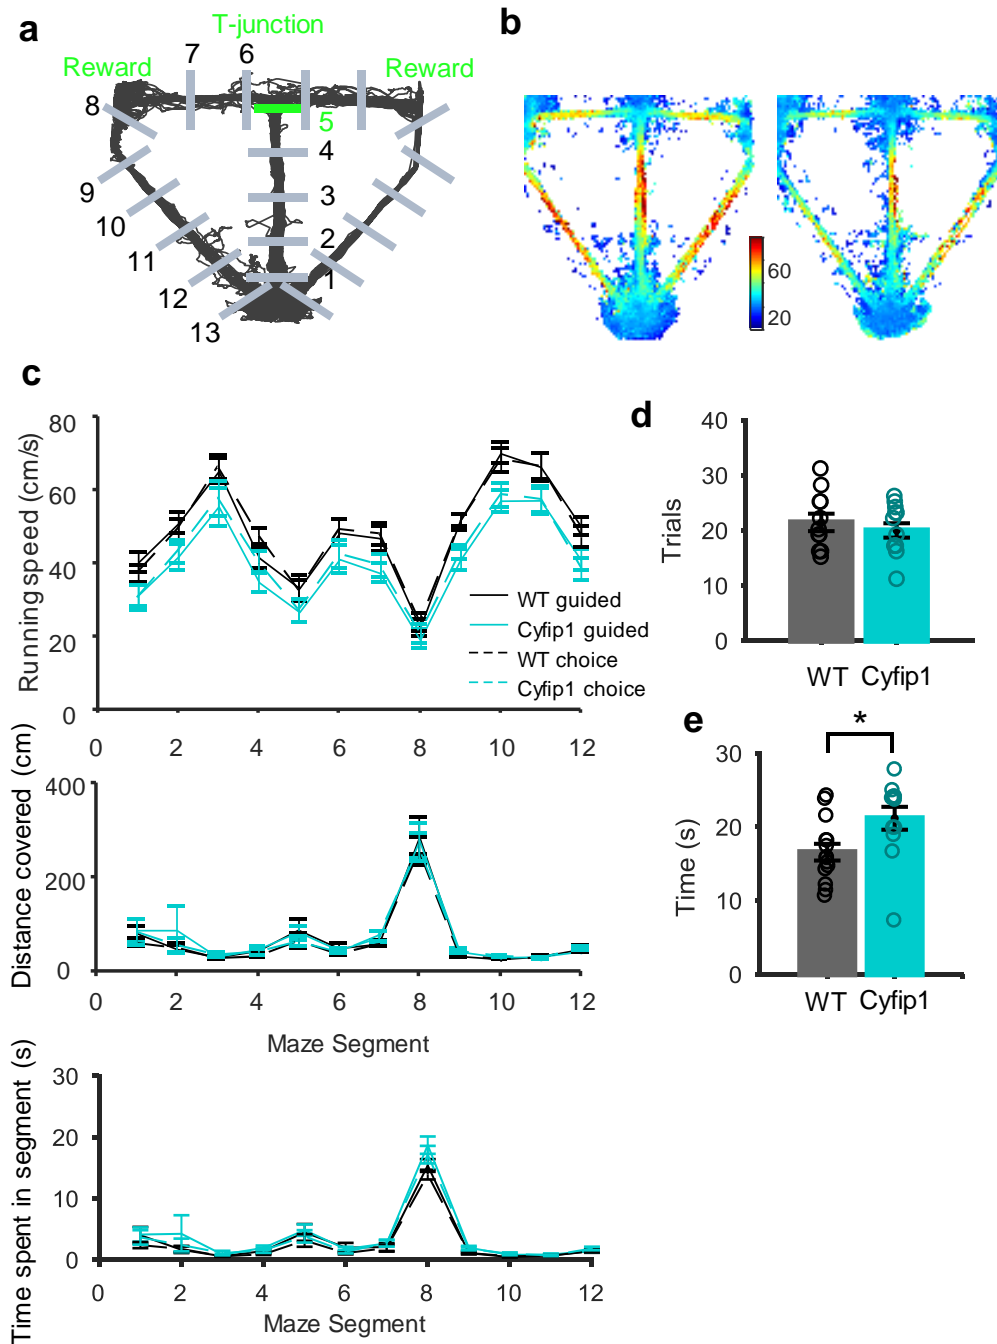 a
T-junction
7
6
Reward
Reward
8
5
4
9
3
10
2
11
1
12
13
b
60
20
c
80
60
40
20
0
Running speed (cm/s)
WT guided
Cyfip1 guided
WT choice
Cyfip1 choice
0
2
4
6
8
10
12
400
200
0
Distance covered (cm)
0
2
4
6
8
10
12
Maze Segment
30
20
10
0
Time spent in segment (s)
0
2
4
6
8
10
12
Maze Segment
d
40
30
20
10
0
Trials
WT
Cyfip1
e
*
30
20
10
0
Time (s)
WT
Cyfip1